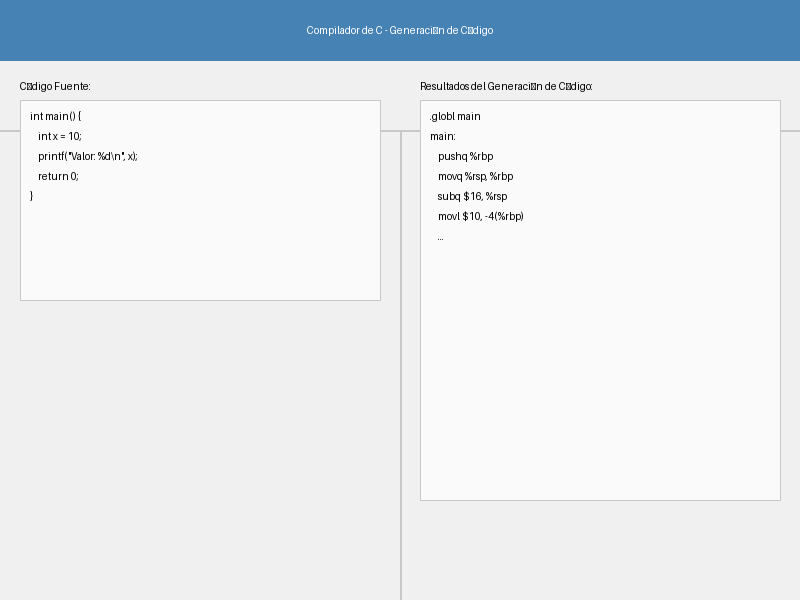 Compilador de C - Generaci□n de C□digo
C□digo Fuente:
int main() {
    int x = 10;
    printf("Valor: %d\n", x);
    return 0;
}
Resultados del Generaci□n de C□digo:
.globl main
main:
    pushq %rbp
    movq %rsp, %rbp
    subq $16, %rsp
    movl $10, -4(%rbp)
    ...